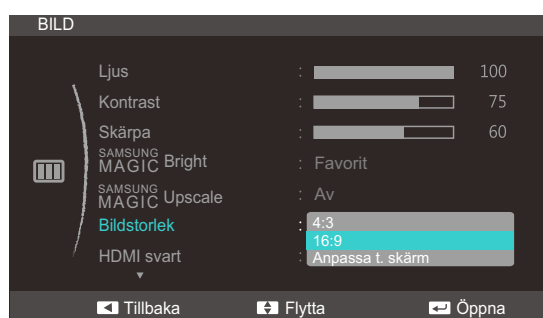 BILD
Ljus : 100
Kontrast : 75
Skärpa : 60
SAMSUNG
MAGIC Bright : Favorit
SAMSUNG
MAGIC Upscale : Av
Bildstorlek : 4:3
16:9
HDMI svart : Anpassa t. skärm
Tillbaka Flytta Öppna